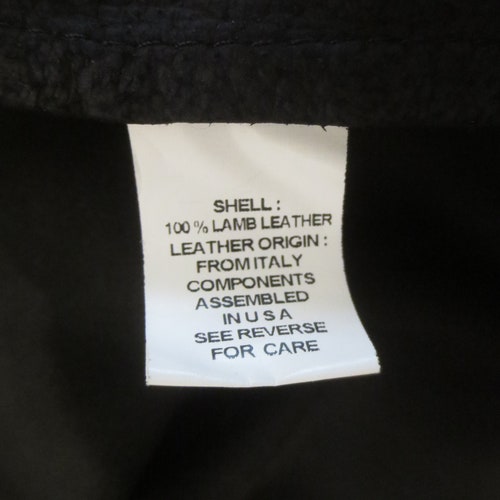 SHELL :
100 % LAMB LEATHER
LEATHER ORIGIN :
FROM ITALY
COMPONENTS
ASSEMBLED
IN U S A
SEE REVERSE
FOR CARE